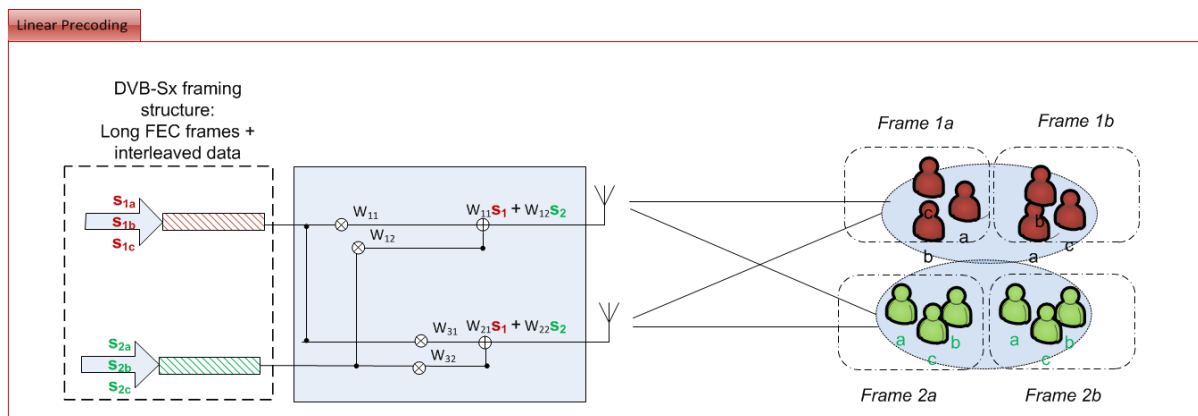 Linear Precoding
DVB-Sx framing
structure:
Long FEC frames +
interleaved data
s1a
s1b
s1c
s2a
s2b
s2c
W11
W12
W11s1 + W12s2
W31
W21s1 + W22s2
W32
Frame 1a
Frame 1b
c
a
b
b
c
a
a
b
c
a
b
c
Frame 2a
Frame 2b